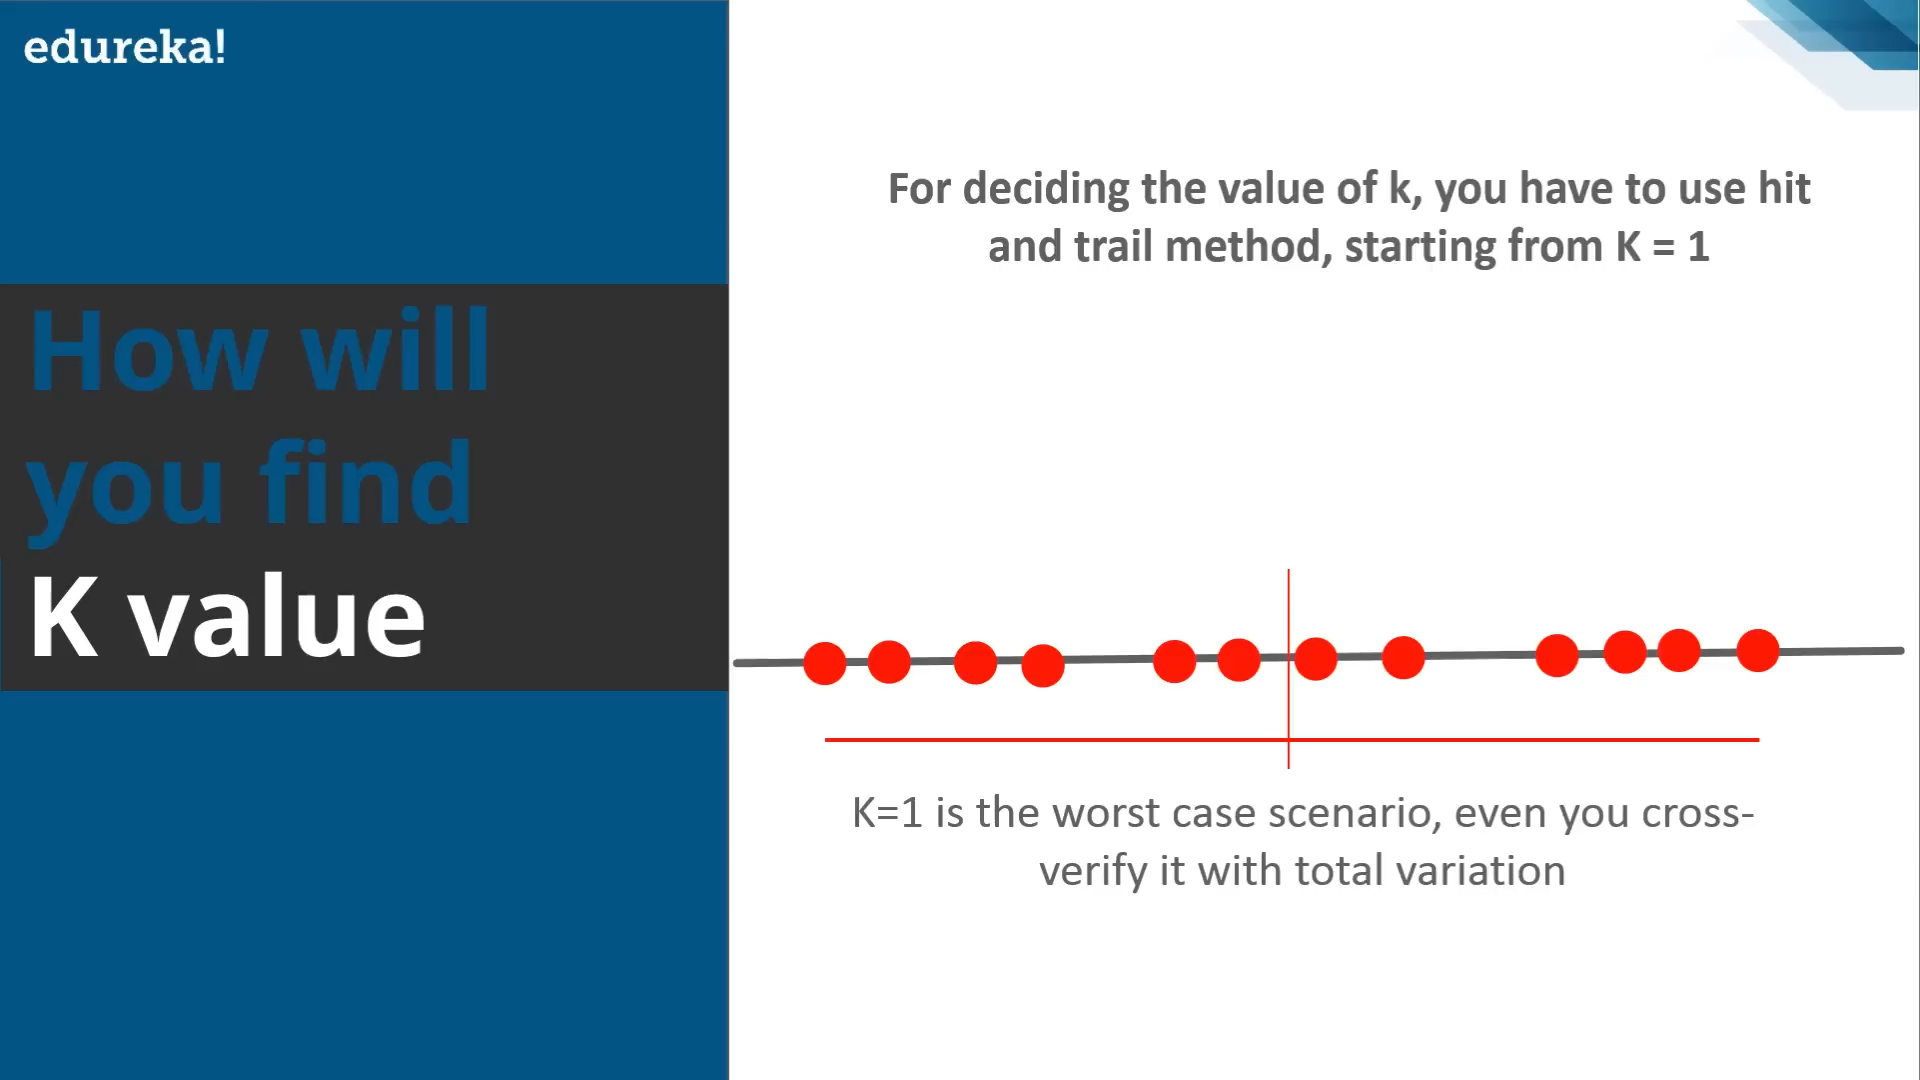 edureka!
How will
you find
K value
For deciding the value of k, you have to use hit
and trail method, starting from K = 1
K=1 is the worst case scenario, even you cross-
verify it with total variation